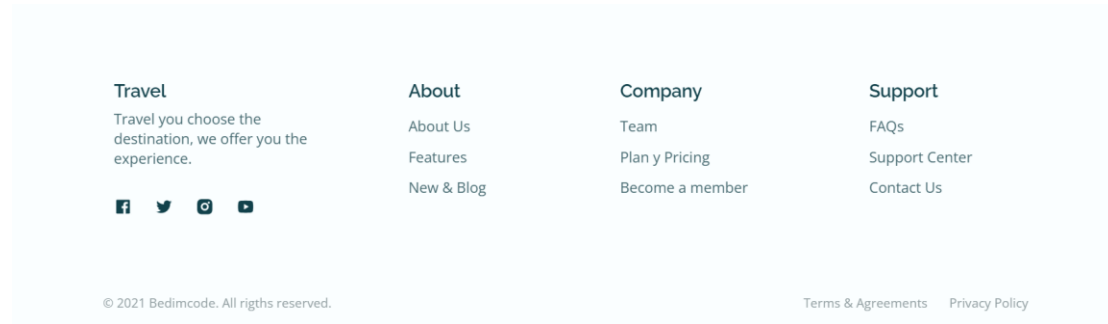 Travel
Travel you choose the
destination, we offer you the
experience.
About
About Us
Features
New & Blog
Company
Team
Plan y Pricing
Become a member
Support
FAQs
Support Center
Contact Us
© 2021 Bedimcode. All rigths reserved.
Terms & Agreements
Privacy Policy